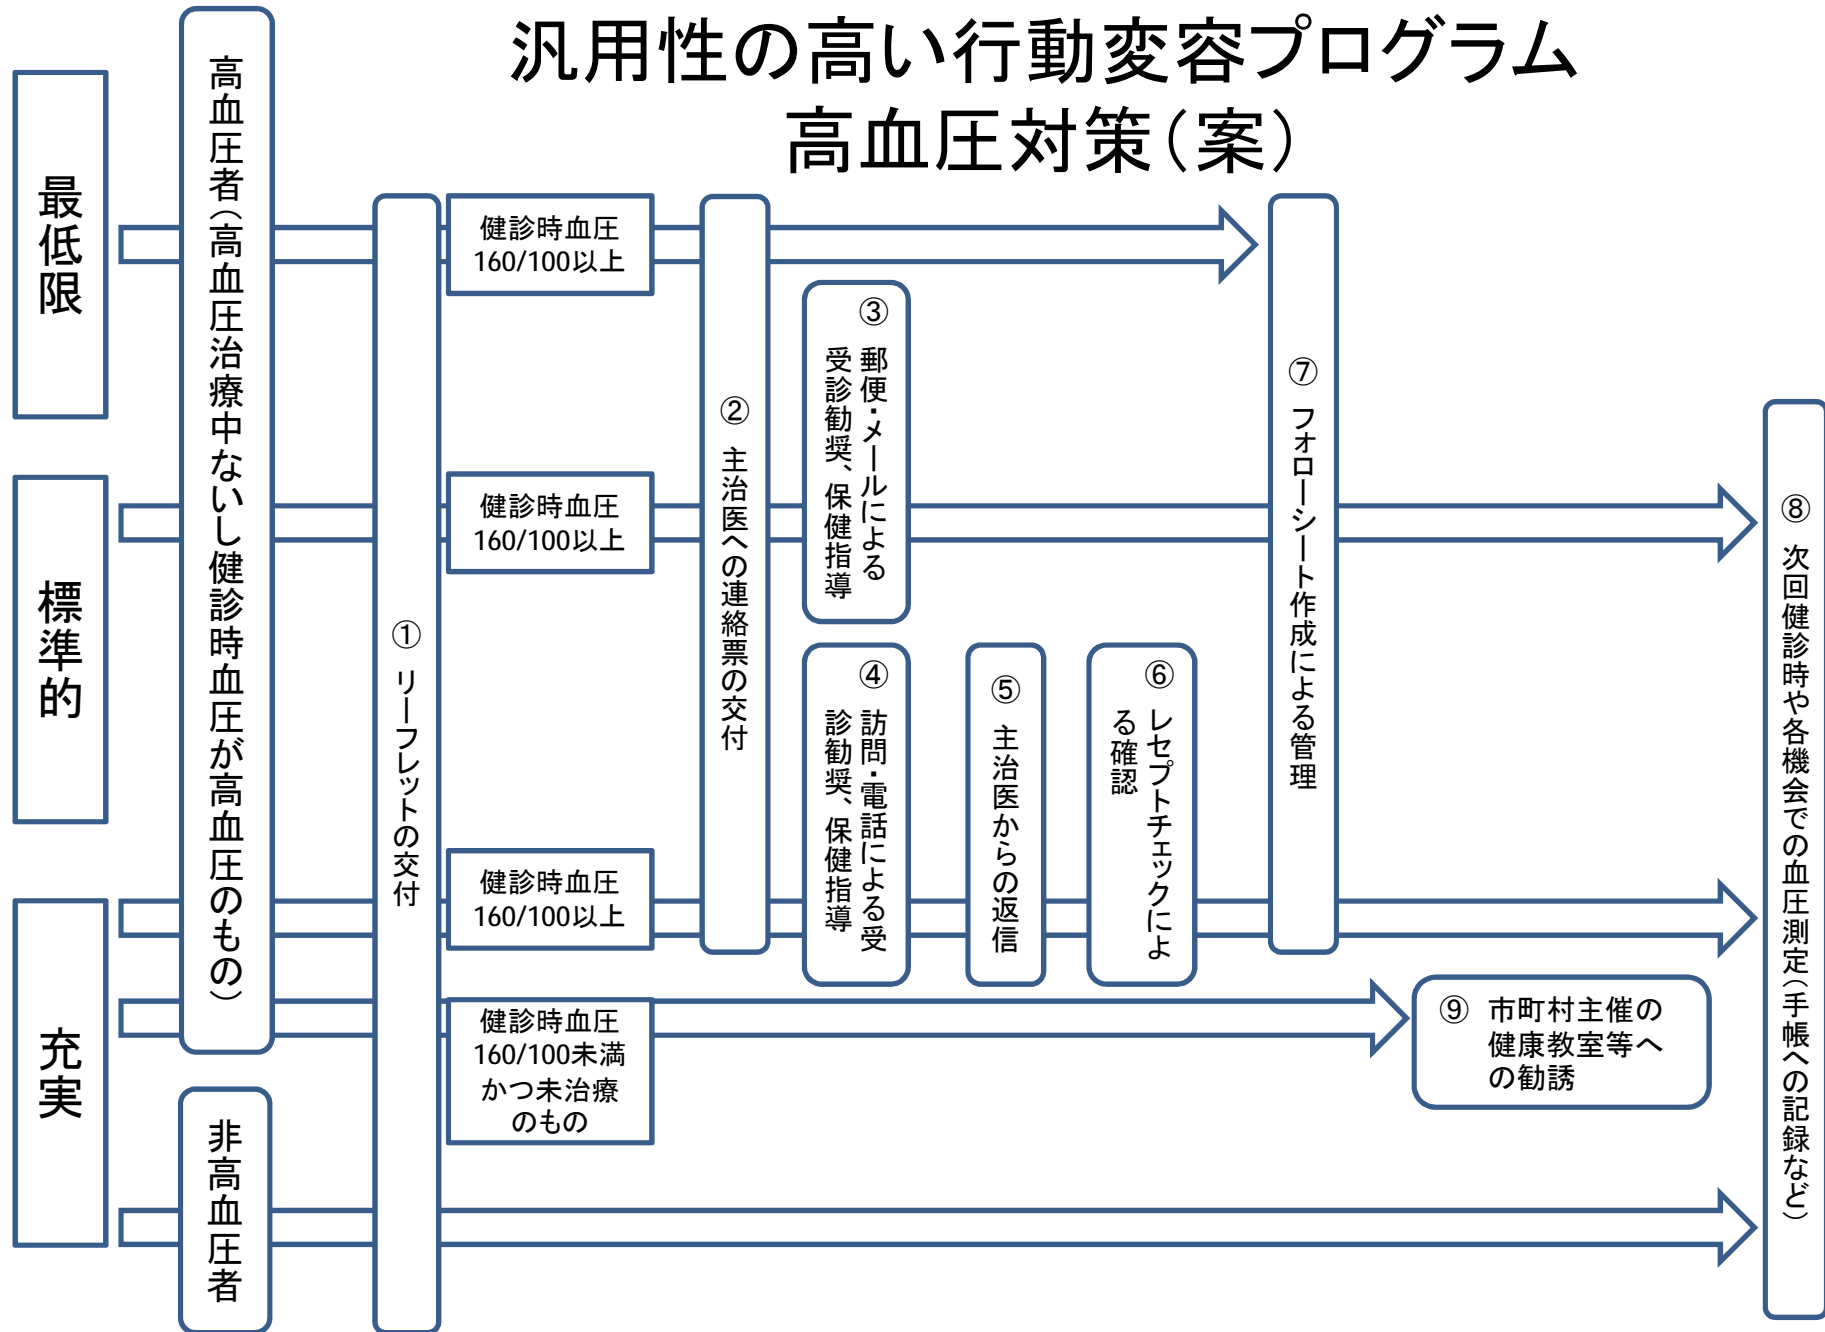 汎用性の高い行動変容プログラム
高血圧対策（案）
最低限
標準的
充実
高血圧者（高血圧治療中ないし健診時血圧が高血圧のもの）
非高血圧者
① リーフレットの交付
健診時血圧
160/100以上
健診時血圧
160/100以上
健診時血圧
160/100以上
健診時血圧
160/100未満
かつ未治療
のもの
② 主治医への連絡票の交付
③ 郵便・メールによる
受診勧奨、保健指導
④ 訪問・電話による受
診勧奨、保健指導
⑤ 主治医からの返信
⑥ レセプトチェックによ
る確認
⑦ フォローシート作成による管理
⑨ 市町村主催の
健康教室等へ
の勧誘
⑧ 次回健診時や各機会での血圧測定（手帳への記録など）